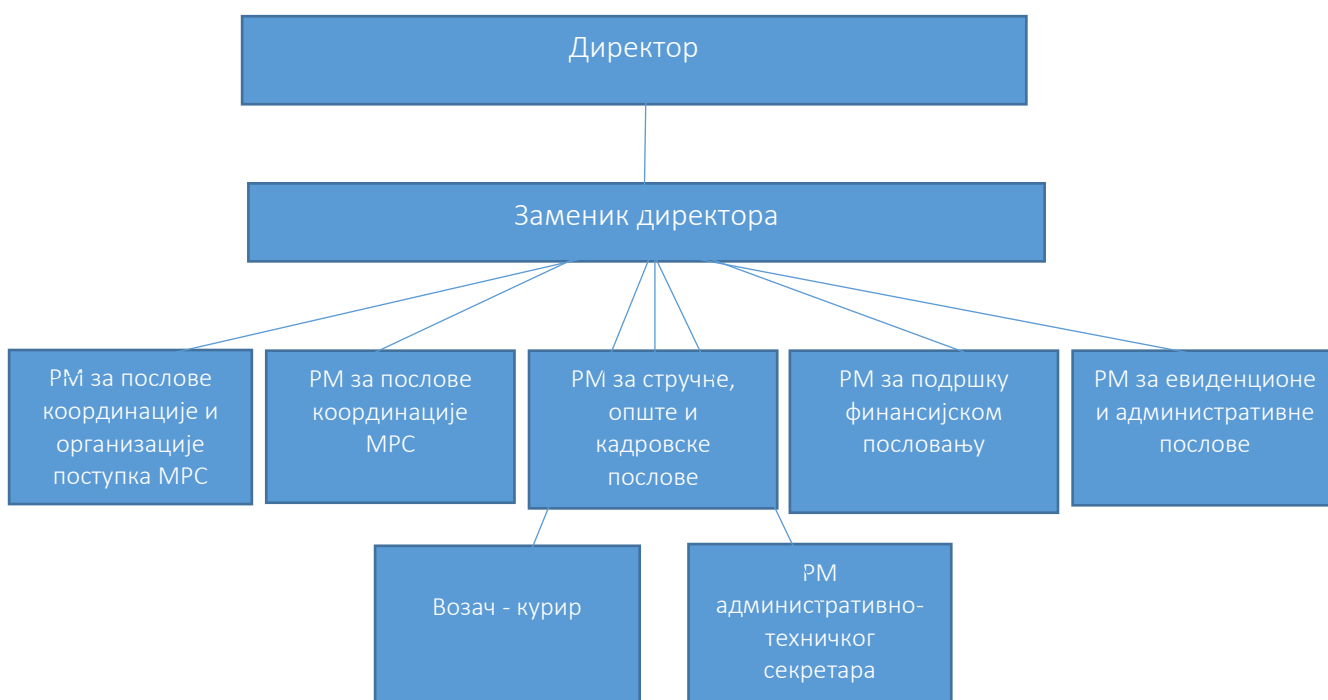 Директор
Заменик директора
РМ за послове
координације и
организације
поступка МРС
РМ за послове
координације
МРС
РМ за стручне,
опште и
кадровске
послове
РМ за подршку
финансијском
пословању
РМ за евиденционе
и административне
послове
Возач - курир
РМ
административно-
техничког
секретара